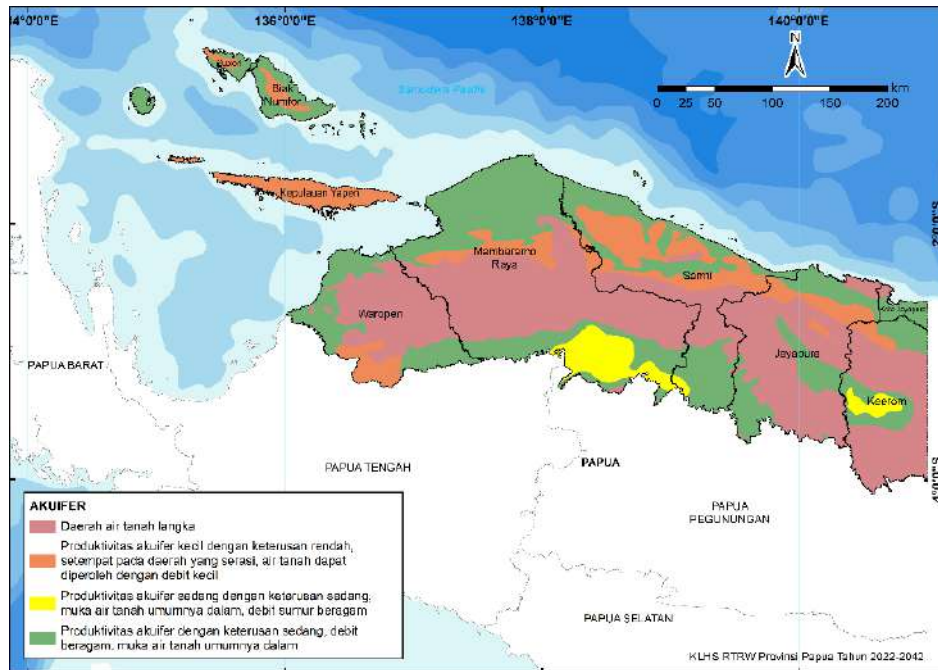 136°0'0"E
138°0'0"E
140°0'0"E
N
km
0 25 50 100 150 200
Samudera Pasifik
Supiori
Biak
Numfor
Kepulauan Yapen
Mamberamo
Raya
Sarmi
Waropen
Jayapura
Kota Jayapura
Keerom
PAPUA BARAT
PAPUA TENGAH
PAPUA
PAPUA
PEGUNUNGAN
PAPUA SELATAN
AKUIFER
Daerah air tanah langka
Produktivitas akuifer kecil dengan keterusan rendah,
setempat pada daerah yang serasi, air tanah dapat
diperoleh dengan debit kecil
Produktivitas akuifer sedang dengan keterusan sedang,
muka air tanah umumnya dalam, debit sumur beragam
Produktivitas akuifer dengan keterusan sedang, debit
beragam, muka air tanah umumnya dalam
KLHS RTRW Provinsi Papua Tahun 2022-2042